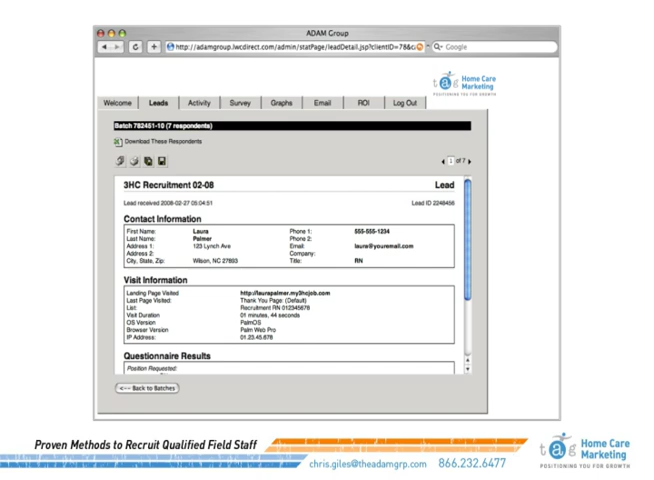 ADAM Group
http://adamgroup.lwcdirect.com/admin/statPage/leadDetail.jsp?clientID=78&c
Google
tag Home Care
Marketing
POSITIONING YOU FOR GROWTH
Welcome Leads Activity Survey Graphs Email ROI Log Out
Batch 782451-10 (7 respondents)
Download These Respondents
1 of 7
3HC Recruitment 02-08 Lead
Lead received 2008-02-27 05:04:51 Lead ID 2248456
Contact Information
First Name: Laura Phone 1: 555-555-1234
Last Name: Palmer Phone 2:
Address 1: 123 Lynch Ave Email: laura@youremail.com
Address 2: Company:
City, State, Zip: Wilson, NC 27893 Title: RN
Visit Information
Landing Page Visited http://laurapalmer.my3hcjob.com
Last Page Visited: Thank You Page: (Default)
List: Recruitment RN 012345678
Visit Duration 01 minutes, 44 seconds
OS Version PalmOS
Browser Version Palm Web Pro
IP Address: 01.23.45.678
Questionnaire Results
Position Requested:
<-- Back to Batches
Proven Methods to Recruit Qualified Field Staff
chris.giles@theadamgrp.com 866.232.6477
tag Home Care
Marketing
POSITIONING YOU FOR GROWTH